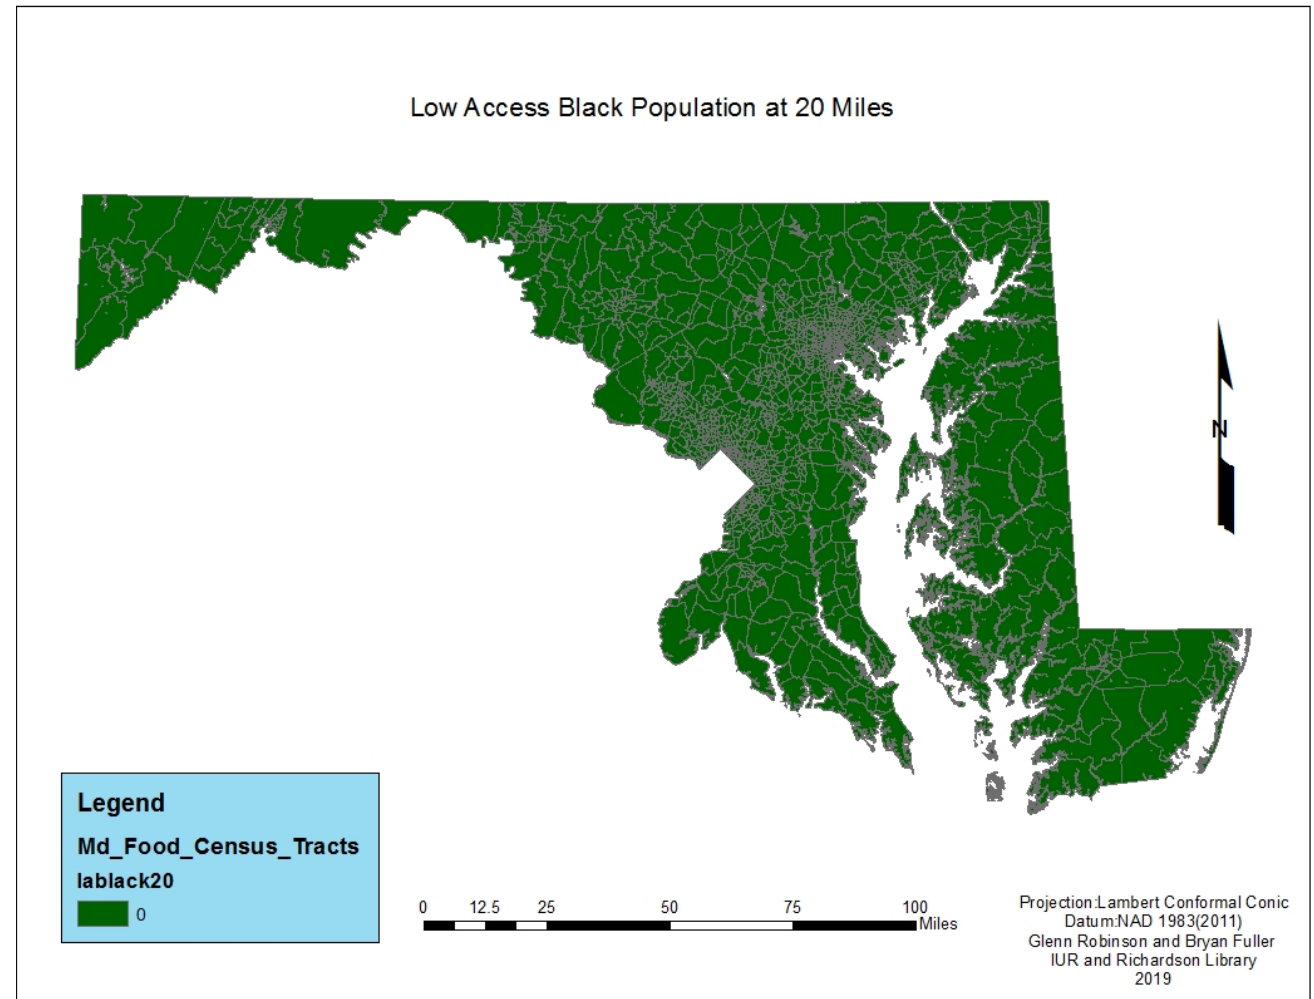 Low Access Black Population at 20 Miles
N
Legend
Md_Food_Census_Tracts
lablack20
0
0 12.5 25 50 75 100
Miles
Projection:Lambert Conformal Conic
Datum:NAD 1983(2011)
Glenn Robinson and Bryan Fuller
IUR and Richardson Library
2019